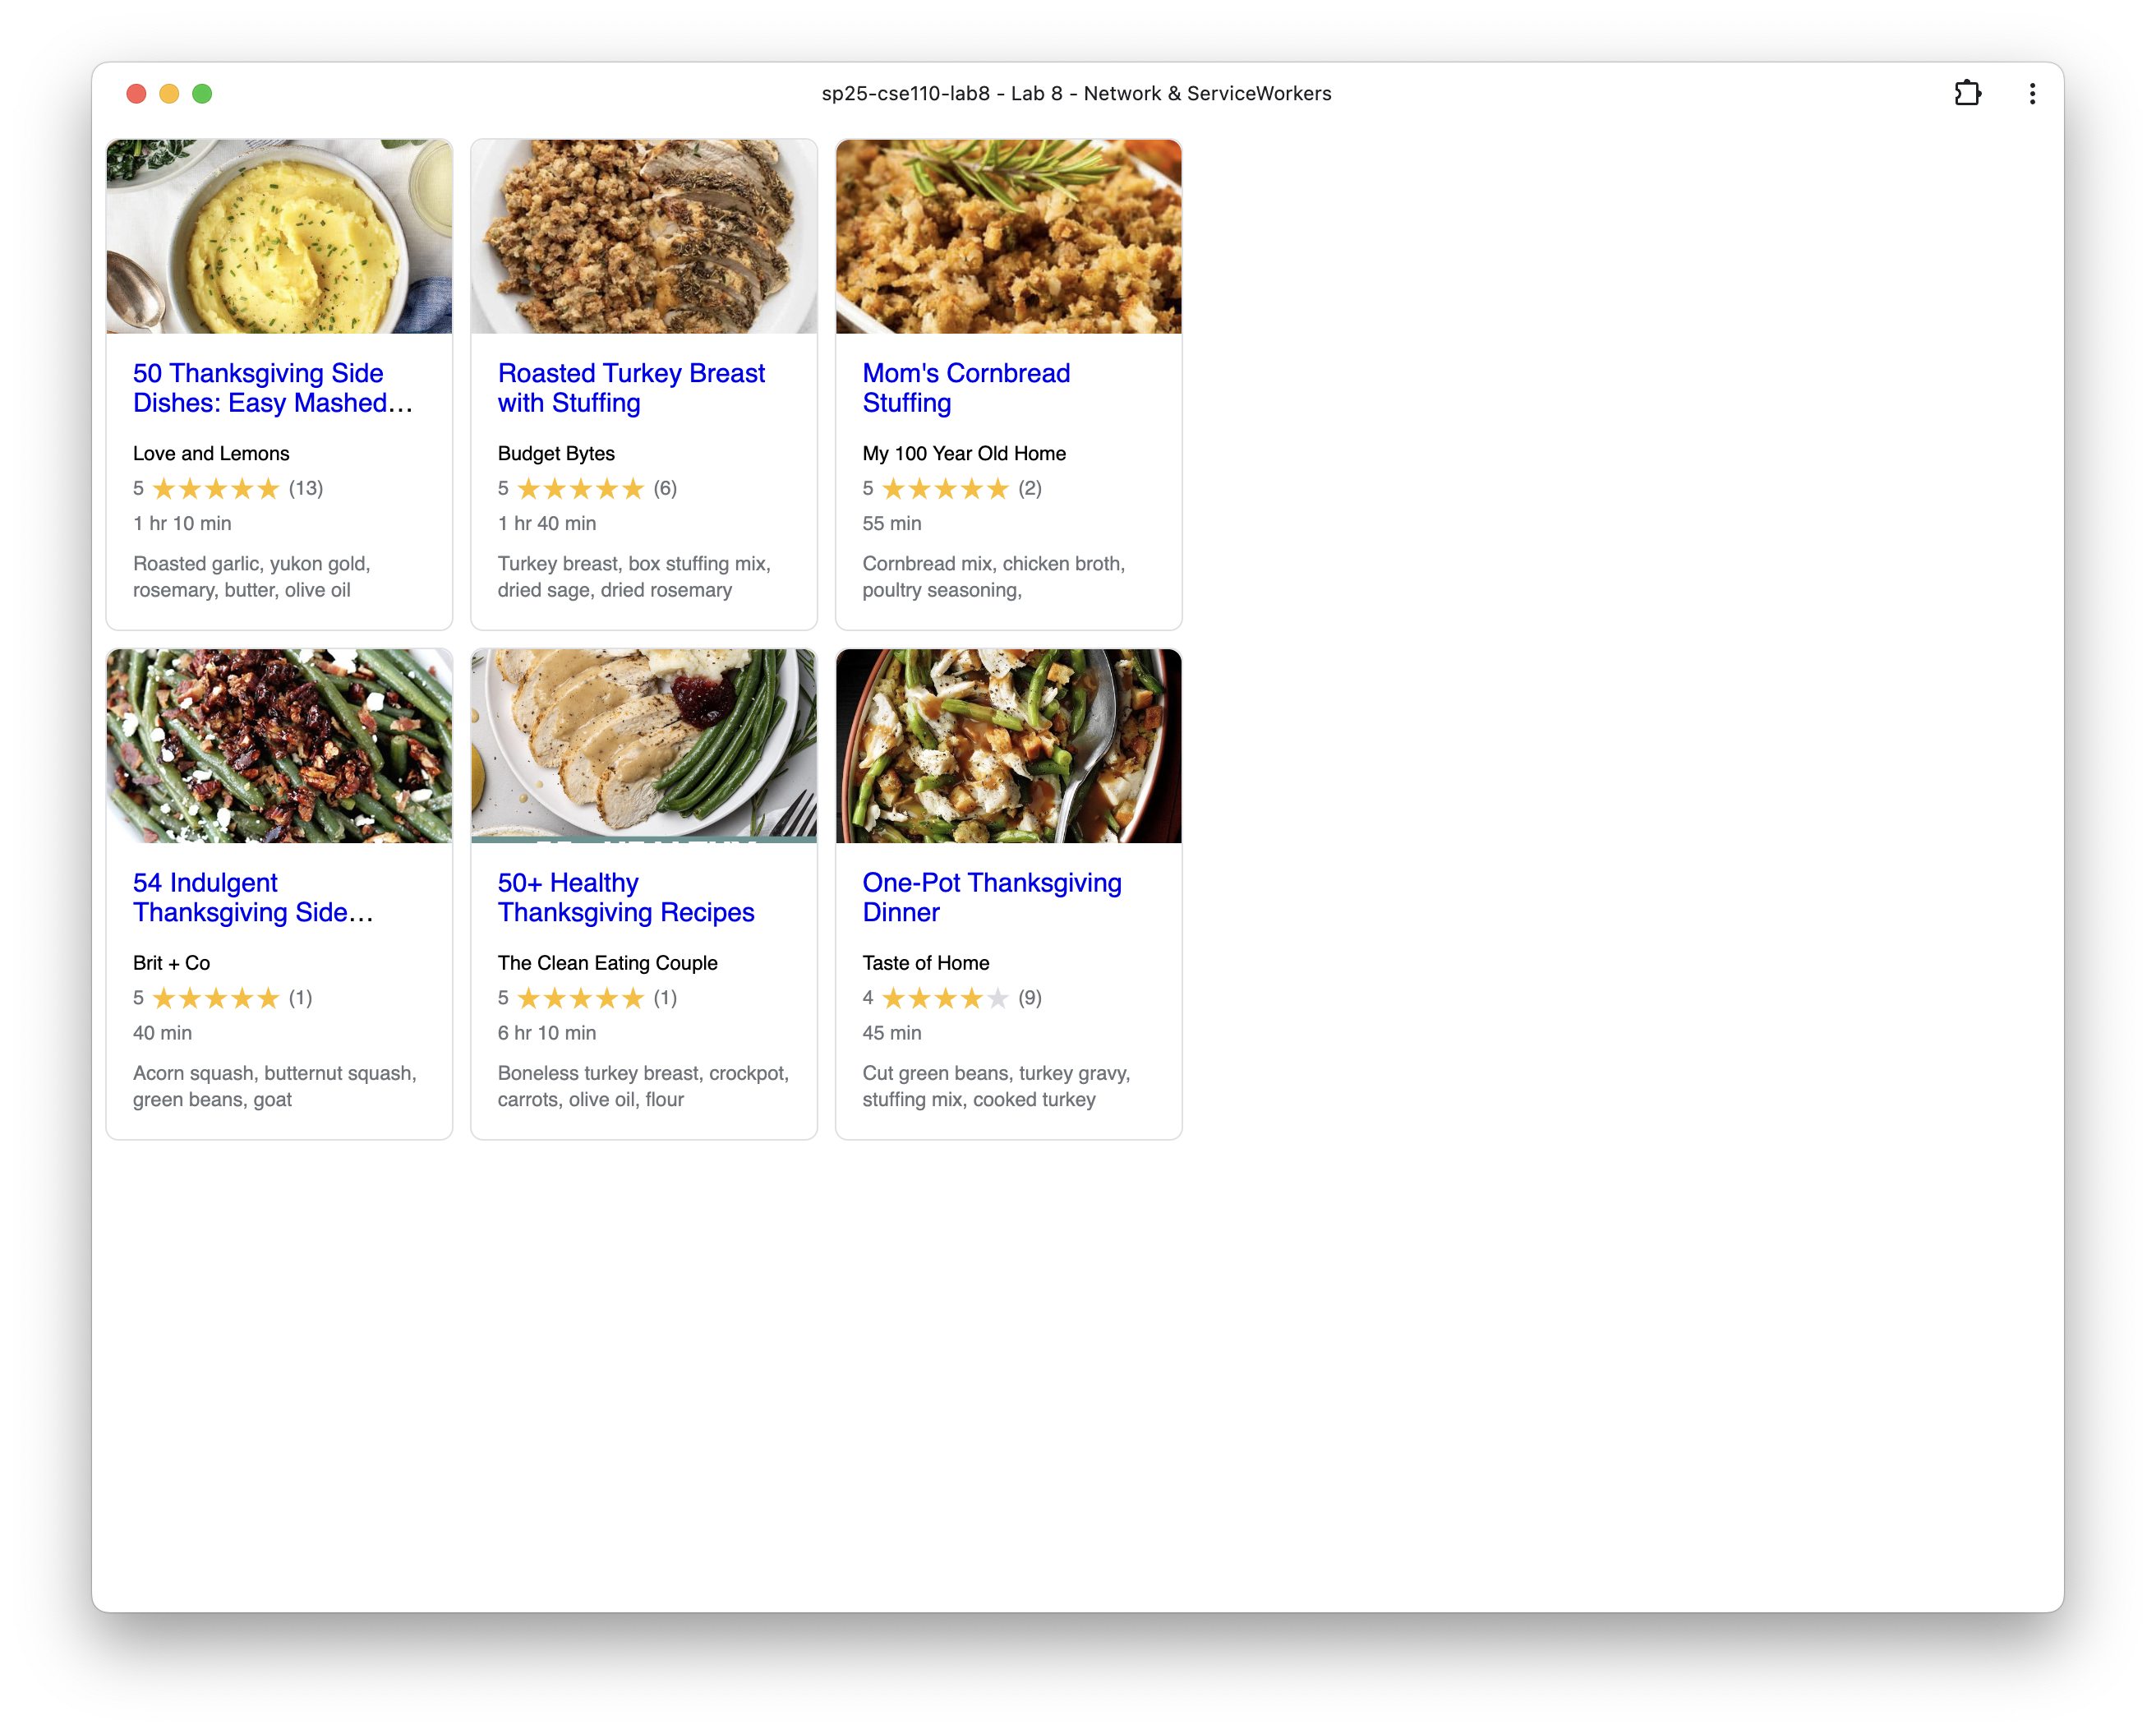 sp25-cse110-lab8 - Lab 8 - Network & ServiceWorkers
50 Thanksgiving Side
Dishes: Easy Mashed…
Love and Lemons
5 ★★★★★ (13)
1 hr 10 min
Roasted garlic, yukon gold,
rosemary, butter, olive oil
Roasted Turkey Breast
with Stuffing
Budget Bytes
5 ★★★★★ (6)
1 hr 40 min
Turkey breast, box stuffing mix,
dried sage, dried rosemary
Mom's Cornbread
Stuffing
My 100 Year Old Home
5 ★★★★★ (2)
55 min
Cornbread mix, chicken broth,
poultry seasoning,
54 Indulgent
Thanksgiving Side…
Brit + Co
5 ★★★★★ (1)
40 min
Acorn squash, butternut squash,
green beans, goat
50+ Healthy
Thanksgiving Recipes
The Clean Eating Couple
5 ★★★★★ (1)
6 hr 10 min
Boneless turkey breast, crockpot,
carrots, olive oil, flour
One-Pot Thanksgiving
Dinner
Taste of Home
4 ★★★★★ (9)
45 min
Cut green beans, turkey gravy,
stuffing mix, cooked turkey